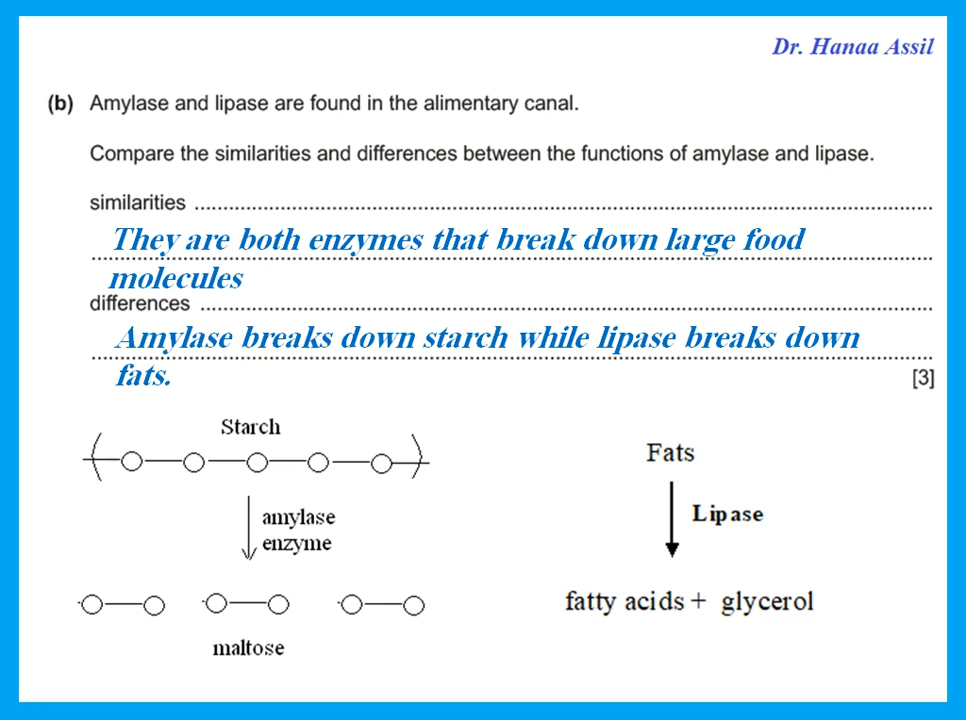 Dr. Hanaa Assil
(b) Amylase and lipase are found in the alimentary canal.
Compare the similarities and differences between the functions of amylase and lipase.
similarities ........................................................................
They are both enzymes that break down large food
molecules
differences ........................................................................
Amylase breaks down starch while lipase breaks down
fats.
[3]
Starch
amylase
enzyme
maltose
Fats
Lipase
fatty acids + glycerol